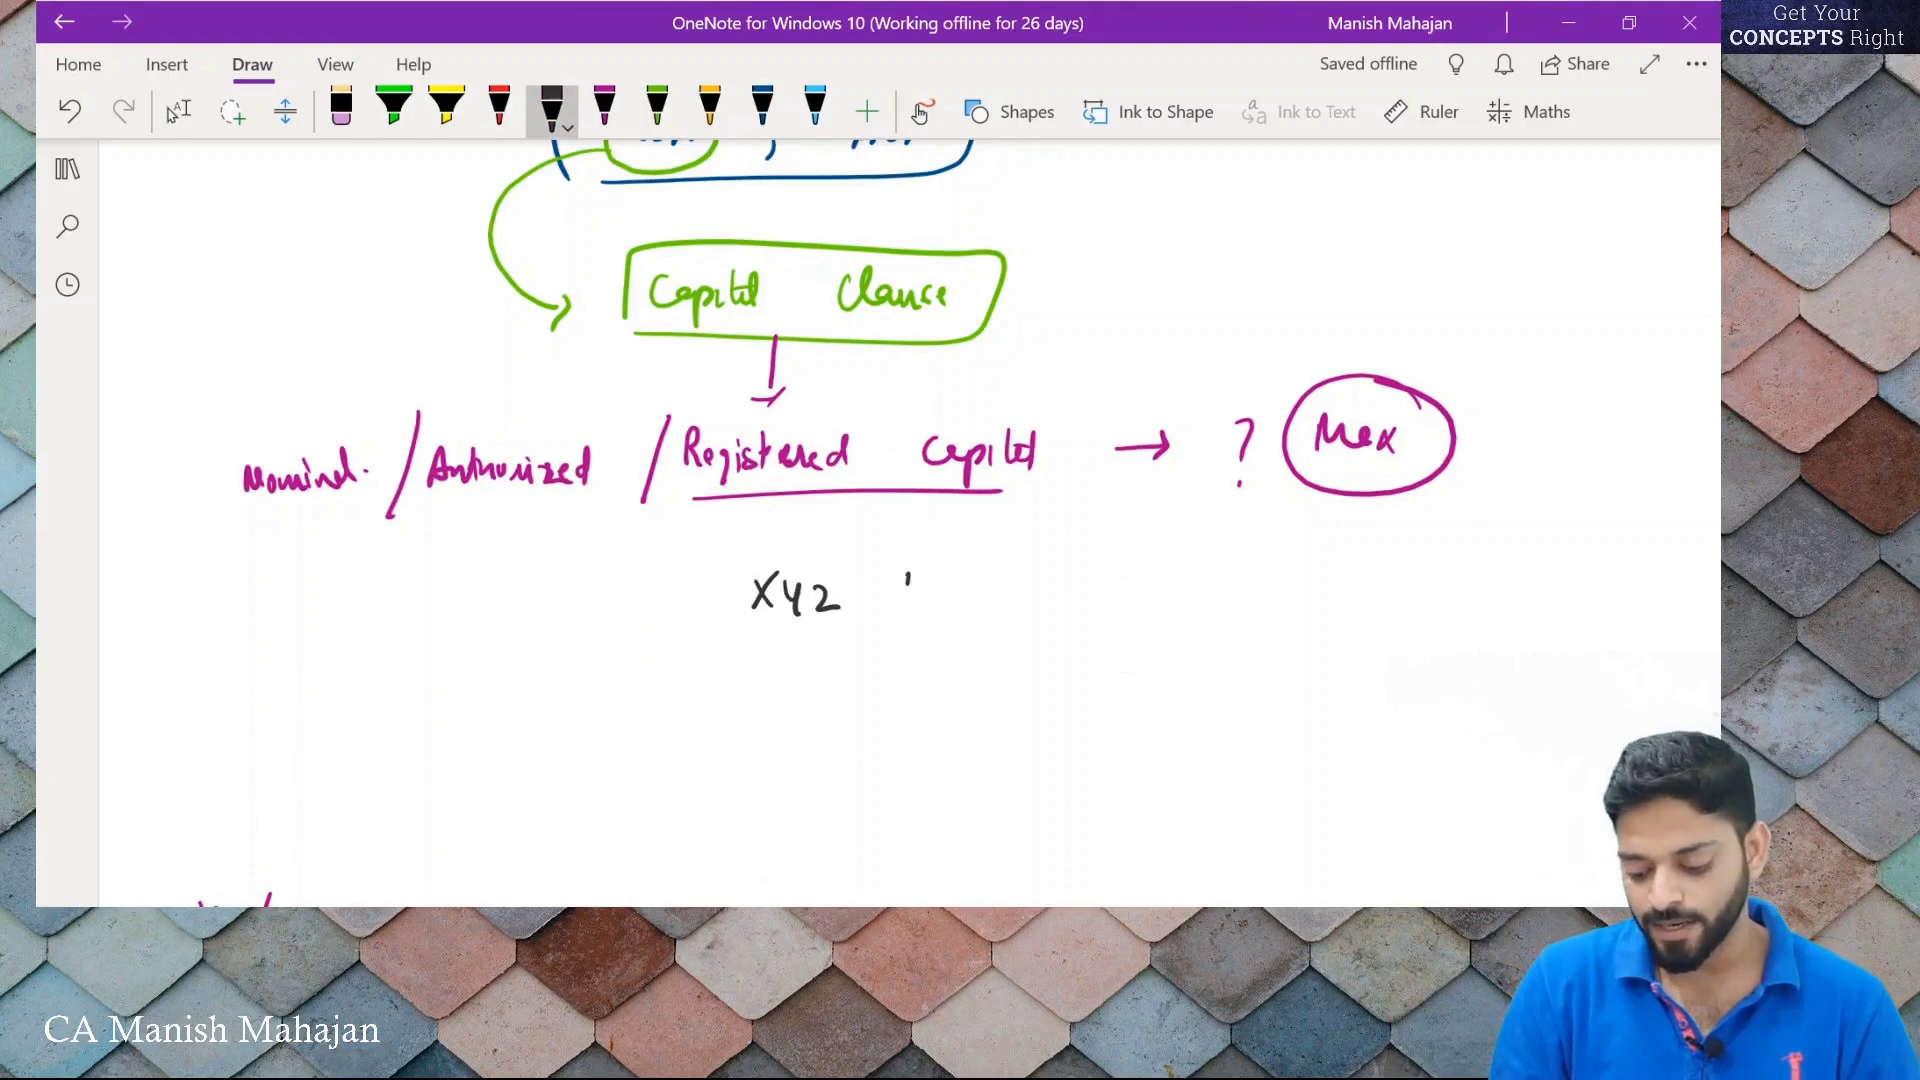 OneNote for Windows 10 (Working offline for 26 days)
Manish Mahajan
Get Your
CONCEPTS Right
Home Insert Draw View Help
Saved offline
Share
Shapes
Ink to Shape
Ink to Text
Ruler
Maths
Capital Clause
Nominal / Authorized / Registered Capital → ? Max
XYZ
CA Manish Mahajan